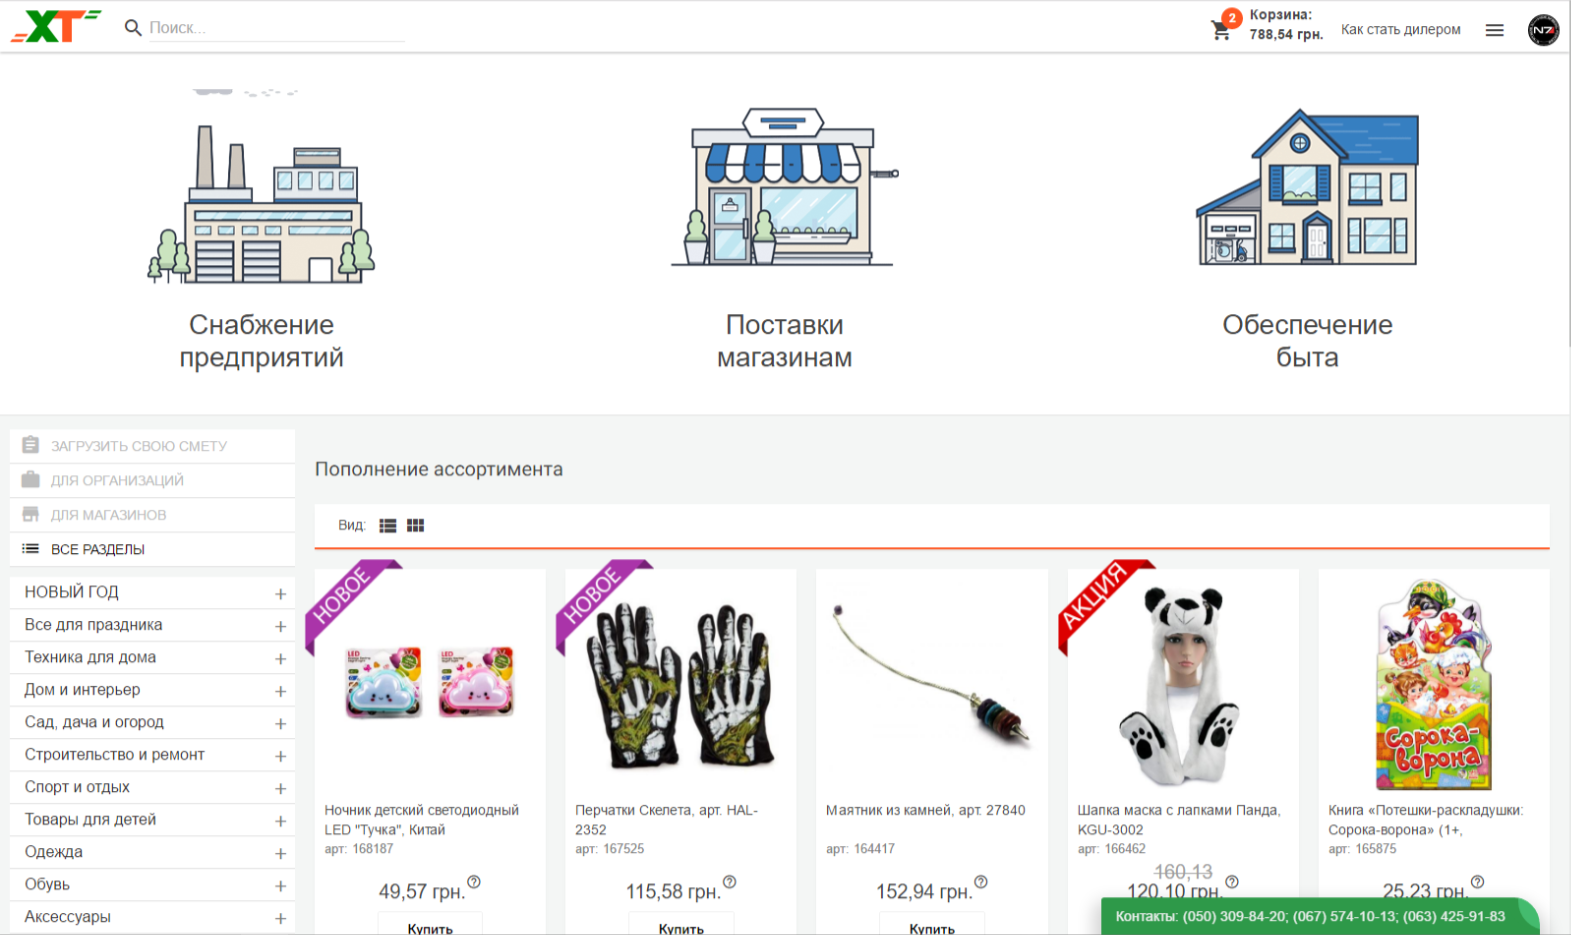 ХТ
Поиск...
2
Корзина:
788,54 грн.
Как стать дилером
N7
Снабжение
предприятий
Поставки
магазинам
Обеспечение
быта
ЗАГРУЗИТЬ СВОЮ СМЕТУ
ДЛЯ ОРГАНИЗАЦИЙ
ДЛЯ МАГАЗИНОВ
ВСЕ РАЗДЕЛЫ
НОВЫЙ ГОД
Все для праздника
Техника для дома
Дом и интерьер
Сад, дача и огород
Строительство и ремонт
Спорт и отдых
Товары для детей
Одежда
Обувь
Аксессуары
Пополнение ассортимента
Вид:
НОВОЕ
LED
LED
Ночник детский светодиодный
LED "Тучка", Китай
арт: 168187
49,57 грн.
Купить
НОВОЕ
Перчатки Скелета, арт. HAL-
2352
арт: 167525
115,58 грн.
Купить
Маятник из камней, арт. 27840
арт: 164417
152,94 грн.
Купить
АКЦИЯ
Шапка маска с лапками Панда,
KGU-3002
арт: 166462
160,13
120,10 грн.
Сорока-
ворона
Книга «Потешки-раскладушки:
Сорока-ворона» (1+,
арт: 165875
25,23 грн.
Контакты: (050) 309-84-20; (067) 574-10-13; (063) 425-91-83